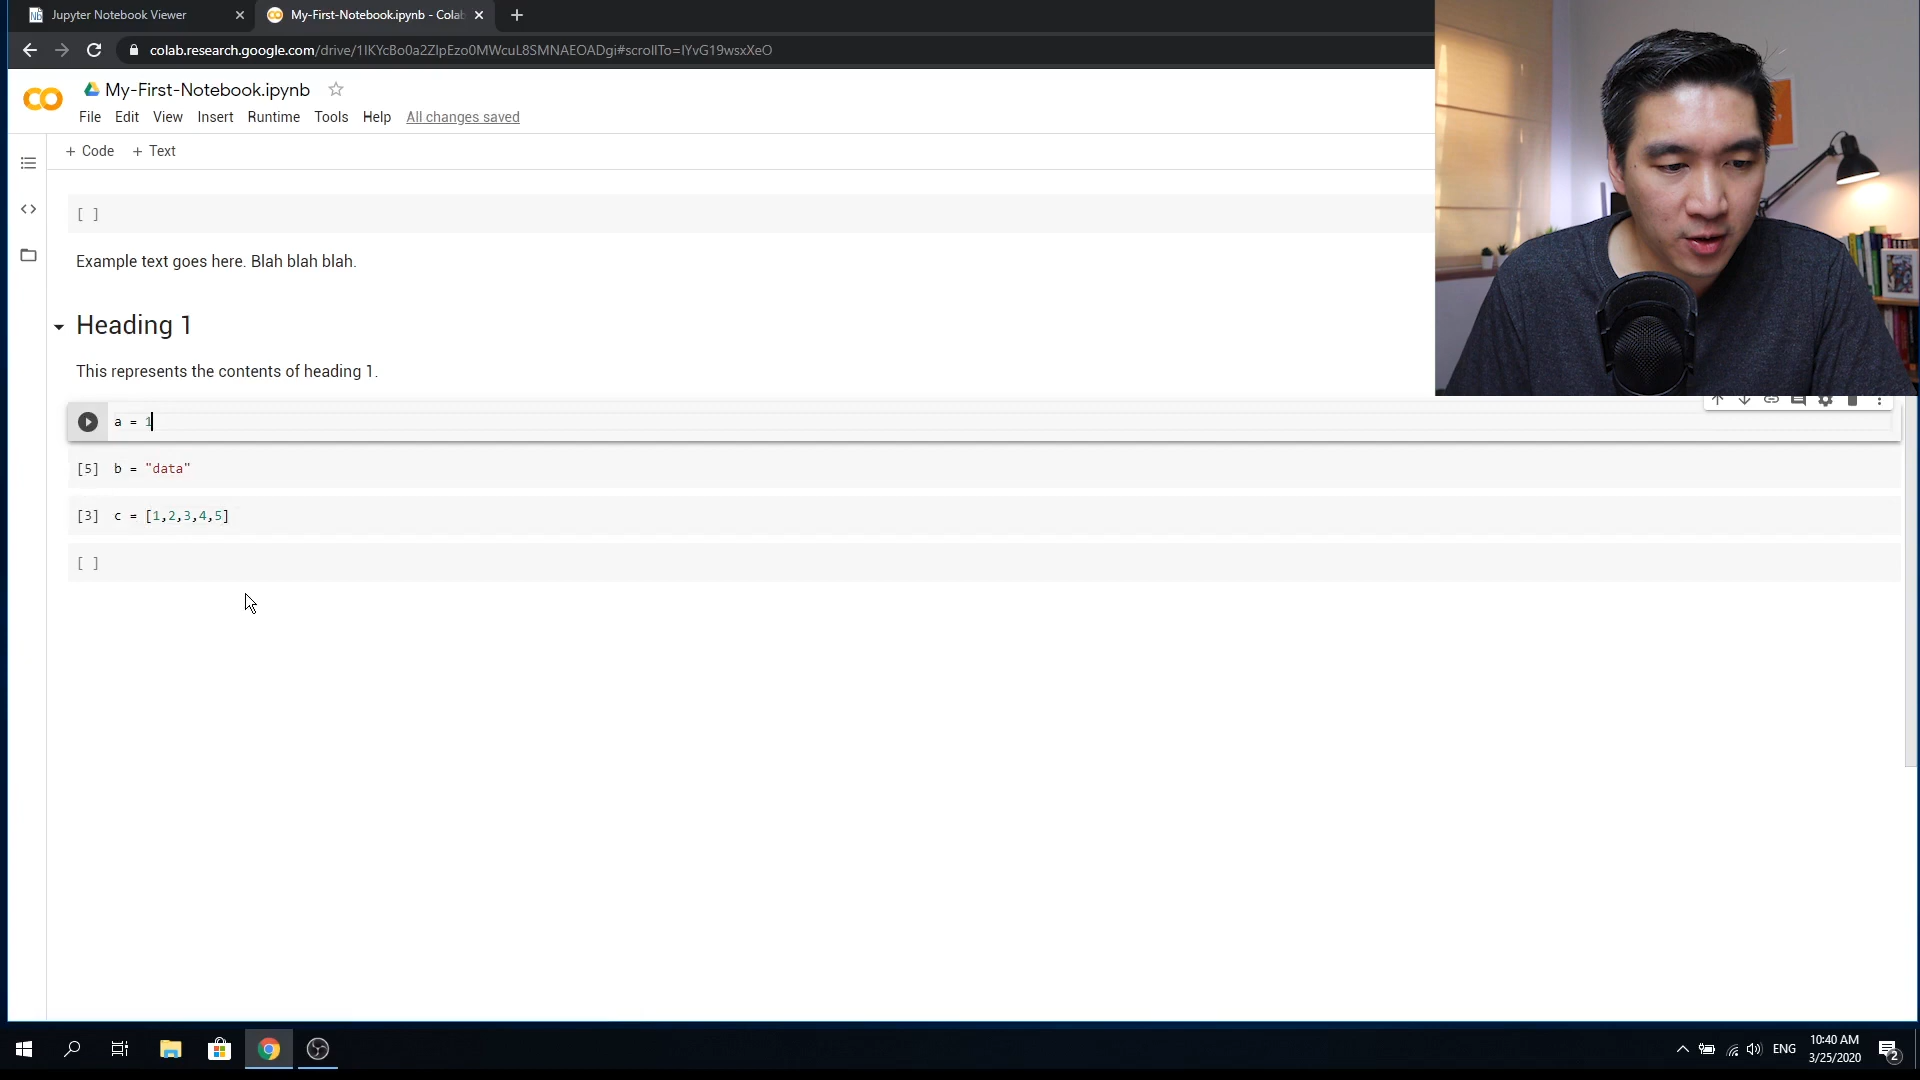 Jupyter Notebook Viewer
My-First-Notebook.ipynb - Colab
colab.research.google.com/drive/1IKYcBo0a2ZlpEzo0MWcuL8SMNAEOADgi#scrollTo=lYvG19wsxXeO
My-First-Notebook.ipynb
File Edit View Insert Runtime Tools Help All changes saved
+ Code + Text
[ ]
Example text goes here. Blah blah blah.
Heading 1
This represents the contents of heading 1.
a = 1
[5] b = "data"
[3] c = [1,2,3,4,5]
[ ]
ENG
10:40 AM
3/25/2020
2